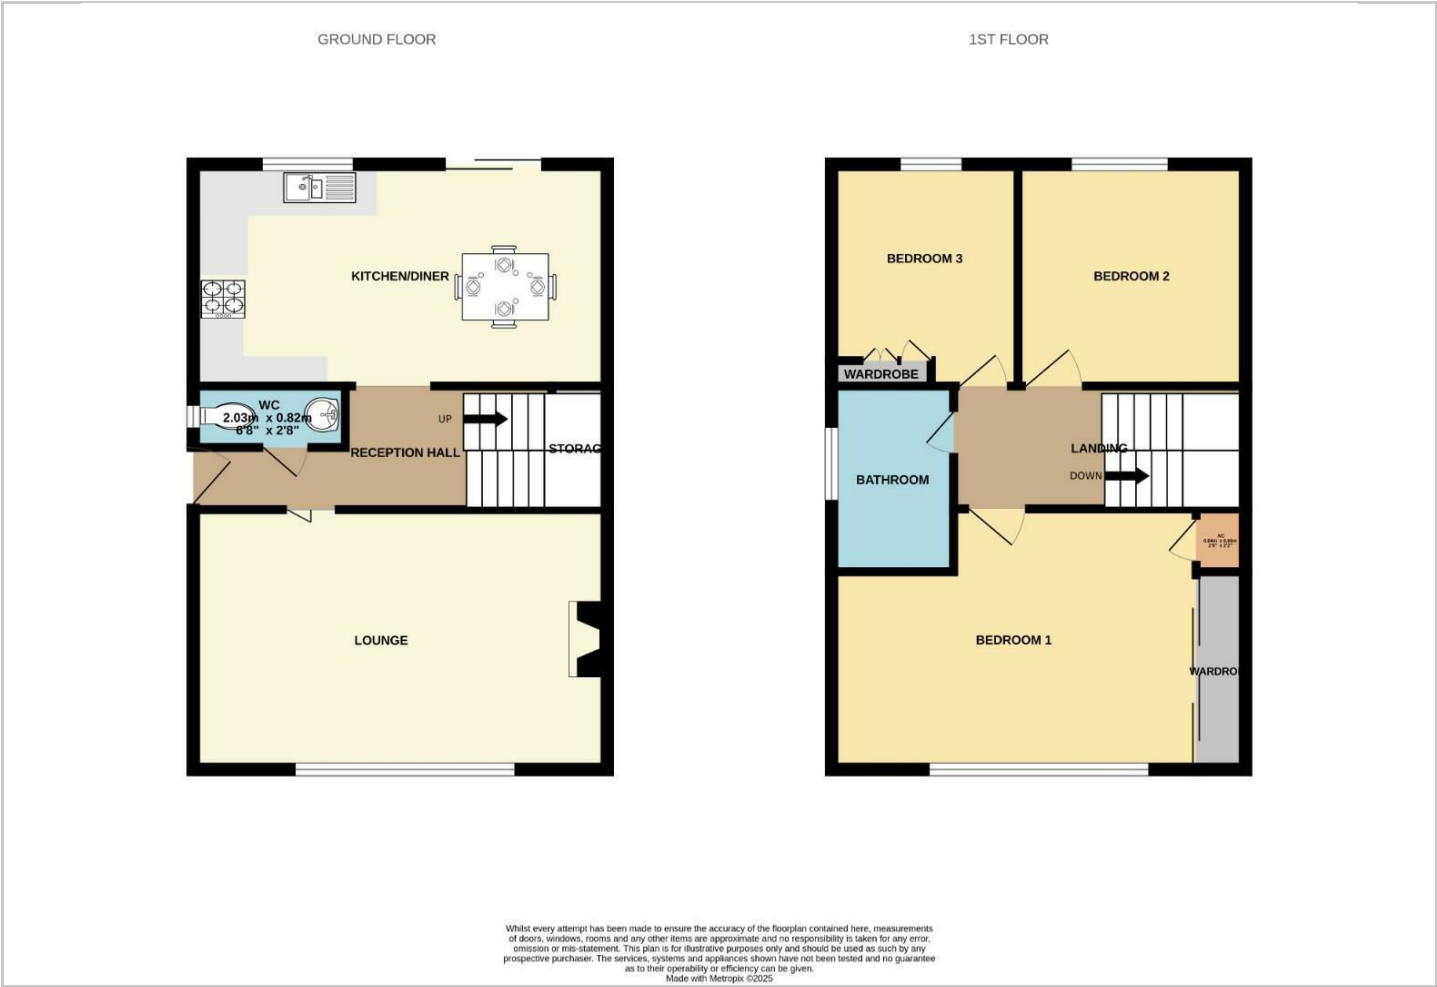 GROUND FLOOR
1ST FLOOR
KITCHEN/DINER
WC
2.03m x 0.82m
6'8" x 2'8"
UP
RECEPTION HALL
STORAG
LOUNGE
BEDROOM 3
BEDROOM 2
WARDROBE
LANDING
DOWN
BATHROOM
AC
BEDROOM 1
WARDRO
Whilst every attempt has been made to ensure the accuracy of the floorplan contained here, measurements
of doors, windows, rooms and any other items are approximate and no responsibility is taken for any error,
omission or mis-statement. This plan is for illustrative purposes only and should be used as such by any
prospective purchaser. The services, systems and appliances shown have not been tested and no guarantee
as to their operability or efficiency can be given.
Made with Metropix ©2025